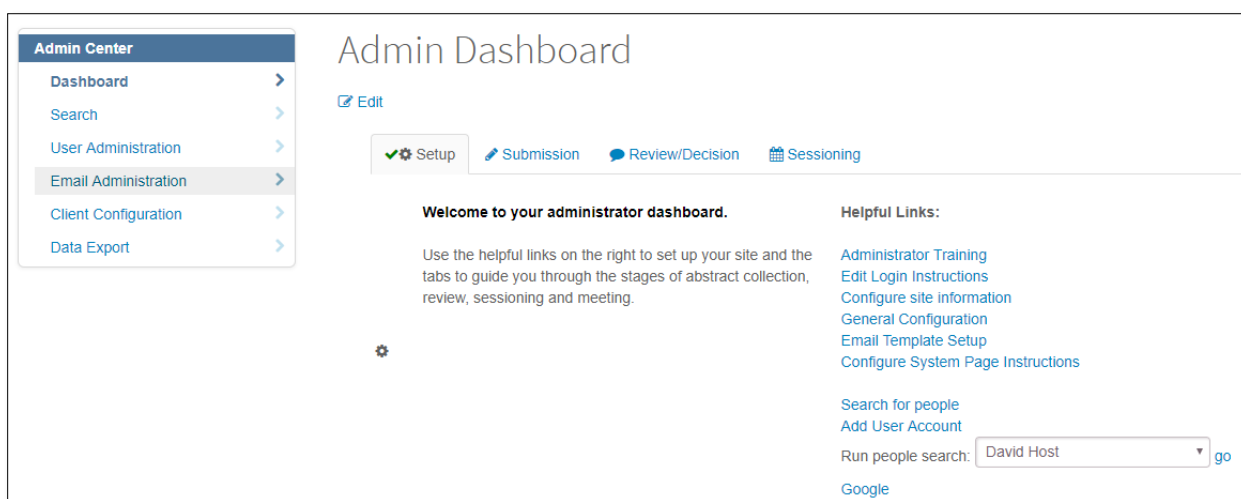 Admin Center
Dashboard
Search
User Administration
Email Administration
Client Configuration
Data Export
Admin Dashboard
Edit
Setup
Submission
Review/Decision
Sessioning
Welcome to your administrator dashboard.
Use the helpful links on the right to set up your site and the
tabs to guide you through the stages of abstract collection,
review, sessioning and meeting.
Helpful Links:
Administrator Training
Edit Login Instructions
Configure site information
General Configuration
Email Template Setup
Configure System Page Instructions
Search for people
Add User Account
Run people search: David Host go
Google